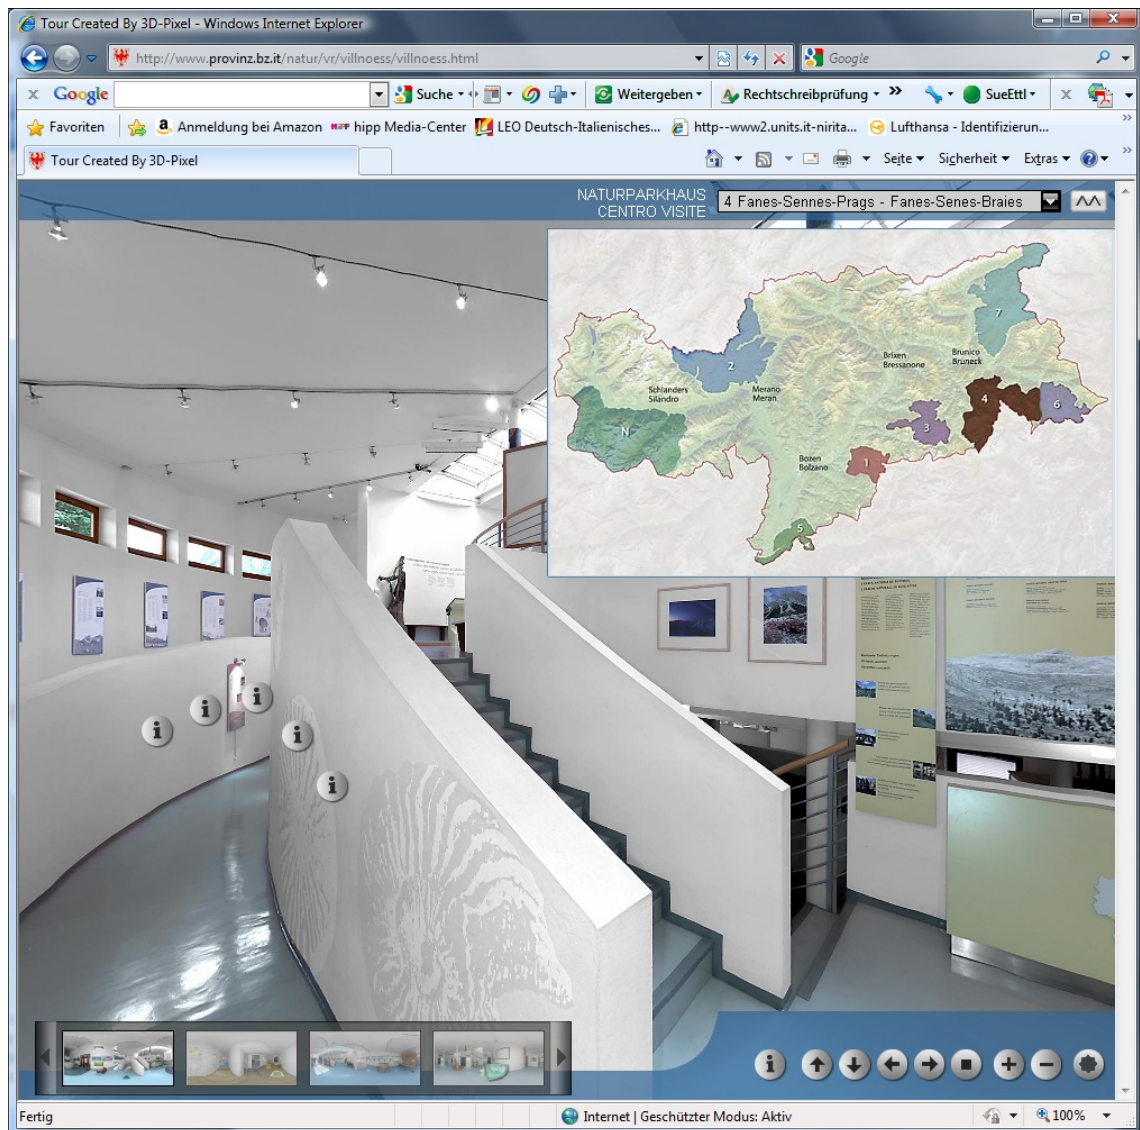 Tour Created By 3D-Pixel - Windows Internet Explorer
http://www.provinz.bz.it/natur/vr/villnoess/villnoess.html
Google
x Google
Suche
Weitergeben
Rechtschreibprüfung
SueEttl
x
Favoriten
Anmeldung bei Amazon
hipp Media-Center
LEO Deutsch-Italienisches...
http--www2.units.it-nirita...
Lufthansa - Identifizierun...
Tour Created By 3D-Pixel
Seite
Sicherheit
Extras
NATURPARKHAUS
CENTRO VISITE
4 Fanes-Sennes-Prags - Fanes-Senes-Braies
7
2
Brixen
Bressanone
Brunico
Bruneck
Schlanders
Silandro
Merano
Meran
4
6
N
3
Bozen
Bolzano
1
5
Fertig
Internet | Geschützter Modus: Aktiv
100%